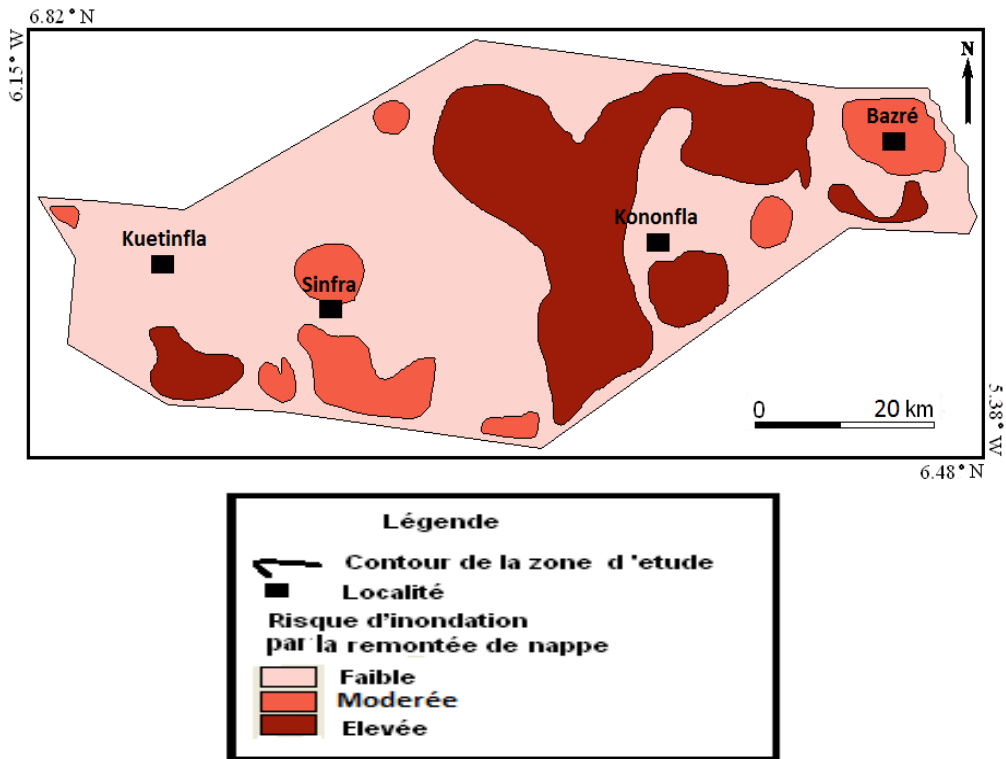 6.82° N
6.15° W
N
Bazré
Kononfla
Kuetinfla
Sinfra
0 20 km
5.38° W
6.48° N
Légende
Contour de la zone d 'etude
Localité
Risque d'inondation
par la remontée de nappe
Faible
Moderée
Elevée